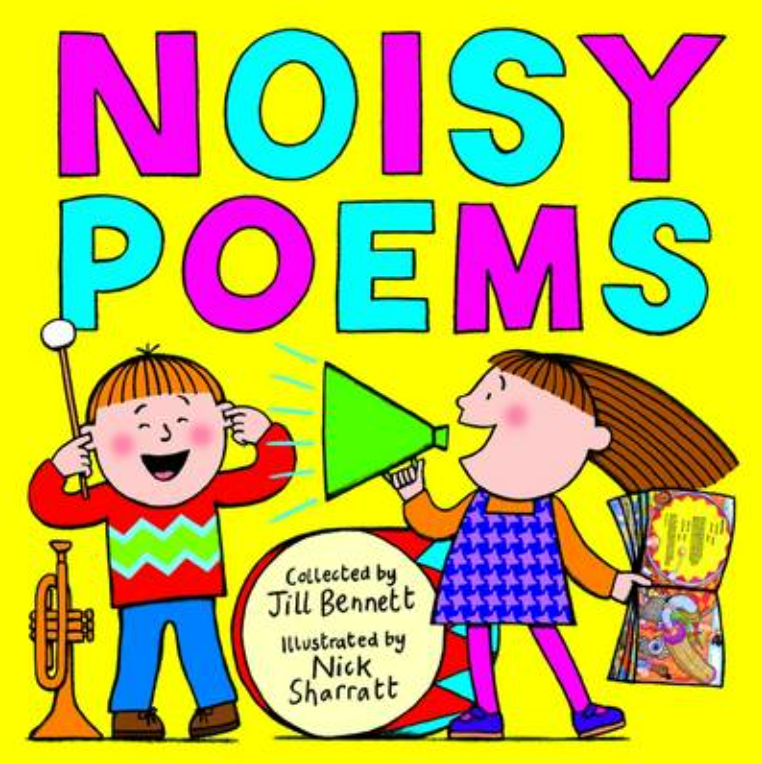 NOISY
POEMS
Collected by
Jill Bennett
Illustrated by
Nick
Sharratt